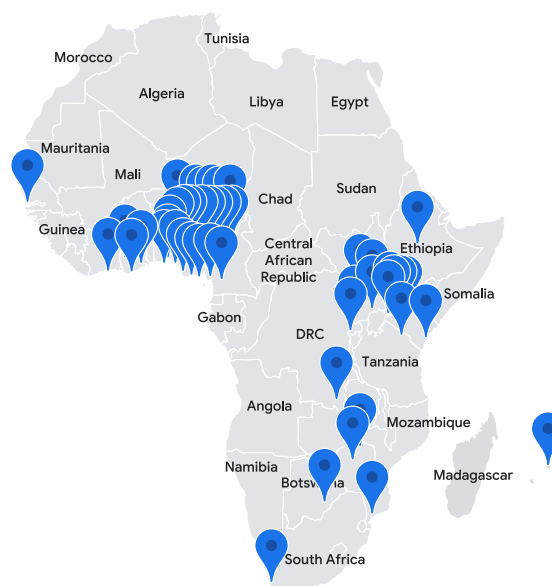 Tunisia
Morocco
Algeria
Libya
Egypt
Mauritania
Mali
Chad
Sudan
Guinea
Ethiopia
Central
African
Republic
Somalia
Gabon
DRC
Tanzania
Angola
Mozambique
Namibia
Madagascar
South Africa